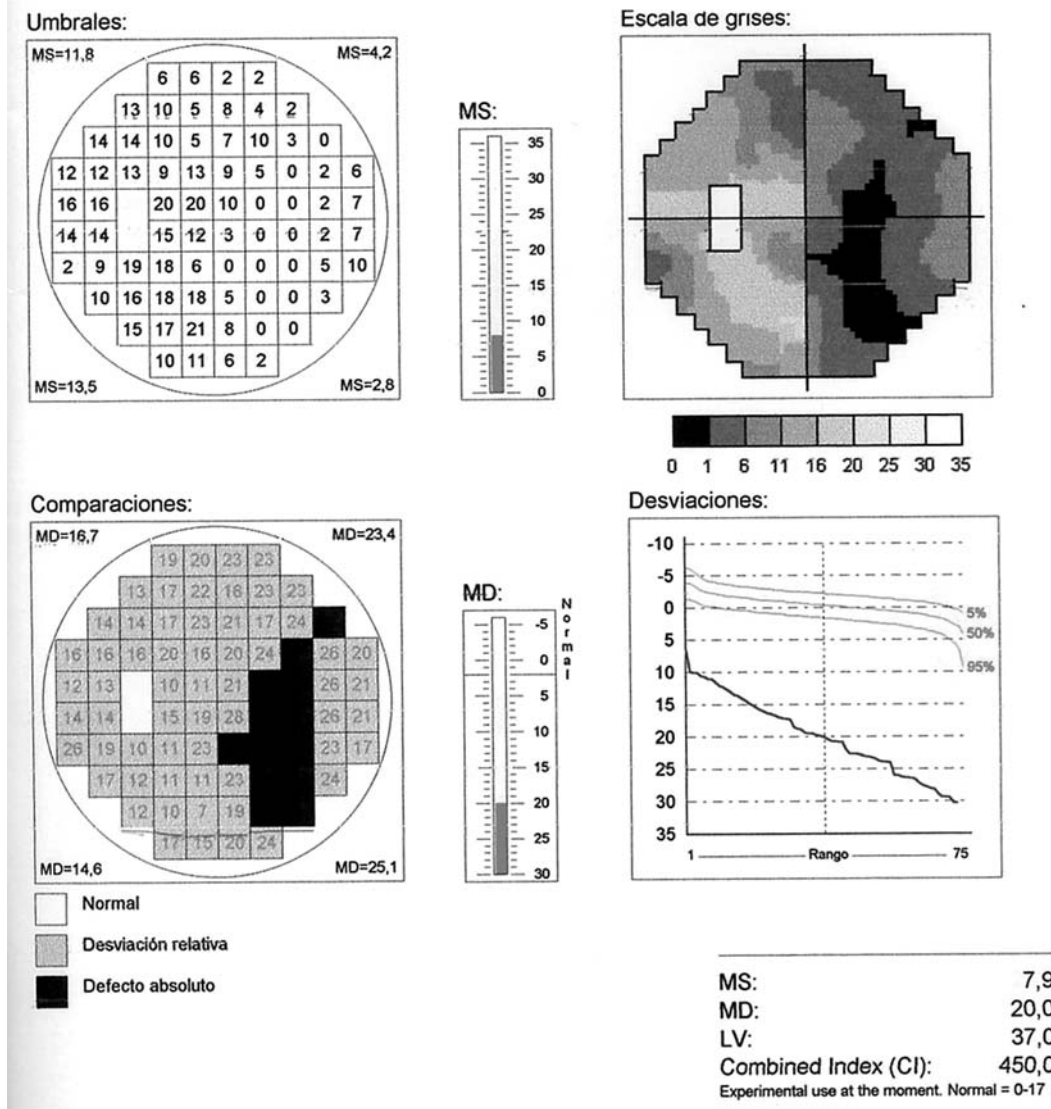 Umbrales:
MS=11,8 MS=4,2
6 6 2 2
13 10 5 8 4 2
14 14 10 5 7 10 3 0
12 12 13 9 13 9 5 0 2 6
16 16 20 20 10 0 0 2 7
14 14 15 12 3 0 0 2 7
2 9 19 18 6 0 0 0 5 10
10 16 18 18 5 0 0 3
15 17 21 8 0 0
10 11 6 2
MS=13,5 MS=2,8
MS:
35
30
25
20
15
10
5
0
Escala de grises:
0 1 6 11 16 20 25 30 35
Comparaciones:
MD=16,7 MD=23,4
19 20 23 23
13 17 22 18 23 23
14 14 17 23 21 17 24
16 16 16 20 16 20 24 26 20
12 13 10 11 21 26 21
14 14 15 19 28 26 21
26 19 10 11 23 23 17
17 12 11 11 23 24
12 10 7 19
17 15 20 24
MD=14,6 MD=25,1
Normal
Desviación relativa
Defecto absoluto
MD:
Normal
-5
0
5
10
15
20
25
30
Desviaciones:
-10
-5
0
5
10
15
20
25
30
35
5%
50%
95%
1 Rango 75
MS: 7,9
MD: 20,0
LV: 37,0
Combined Index (CI): 450,0
Experimental use at the moment. Normal = 0-17